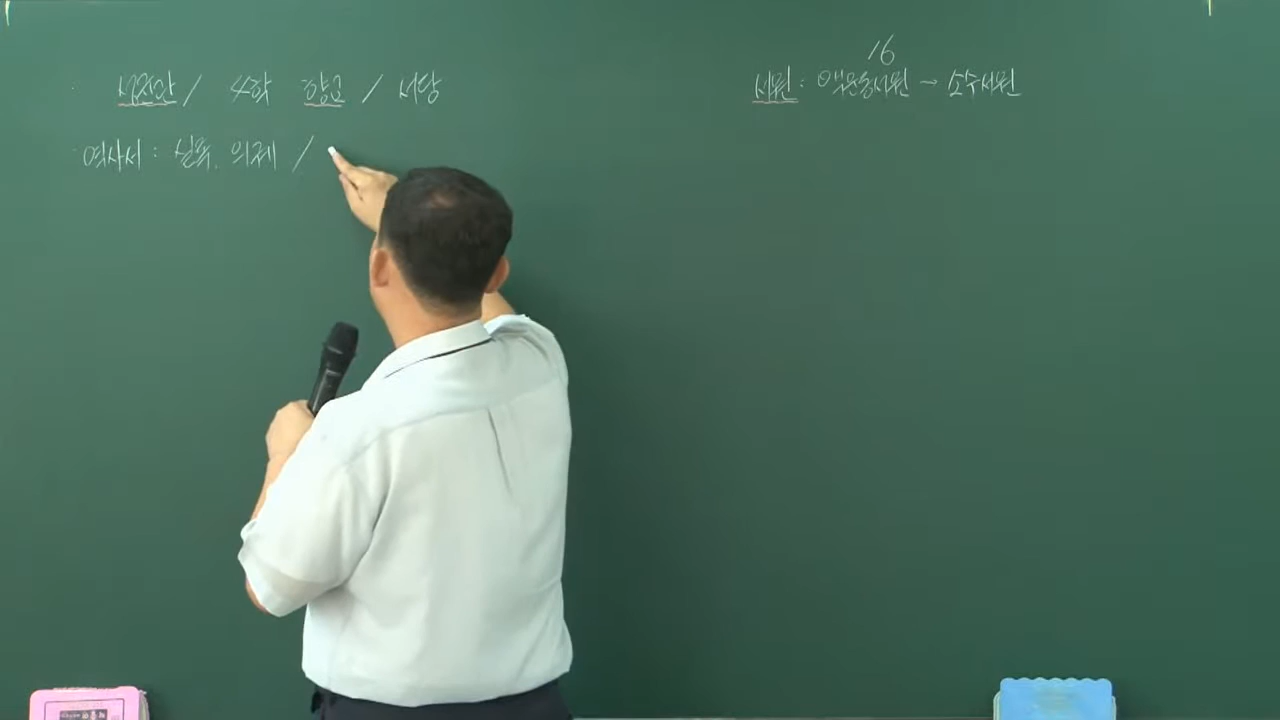 성균관 / 4학 향교 / 서당
역사서 : 실록, 의궤 /
16
서원 : 백운동서원 → 소수서원